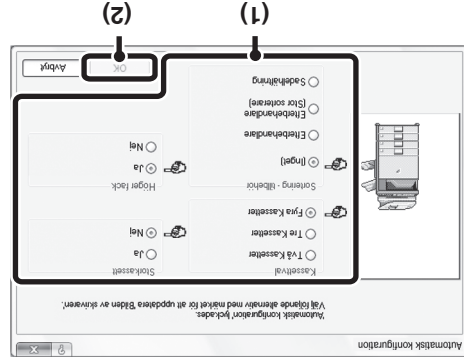 Automatisk konfiguration
? X
'Automatisk konfiguration' lyckades.
Välj följande alternativ med märket för att uppdatera 'Bilden av skrivaren'.
Kassettval
Två Kassetter
Tre Kassetter
Fyra Kassetter
Storkassett
Ja
Nej
Sortering - tillbehör
(Inget)
Efterbehandlare
Efterbehandlare
(Stor sorterare)
Sadelhäftning
Höger fack
Ja
Nej
OK
Avbryt
(1)
(2)